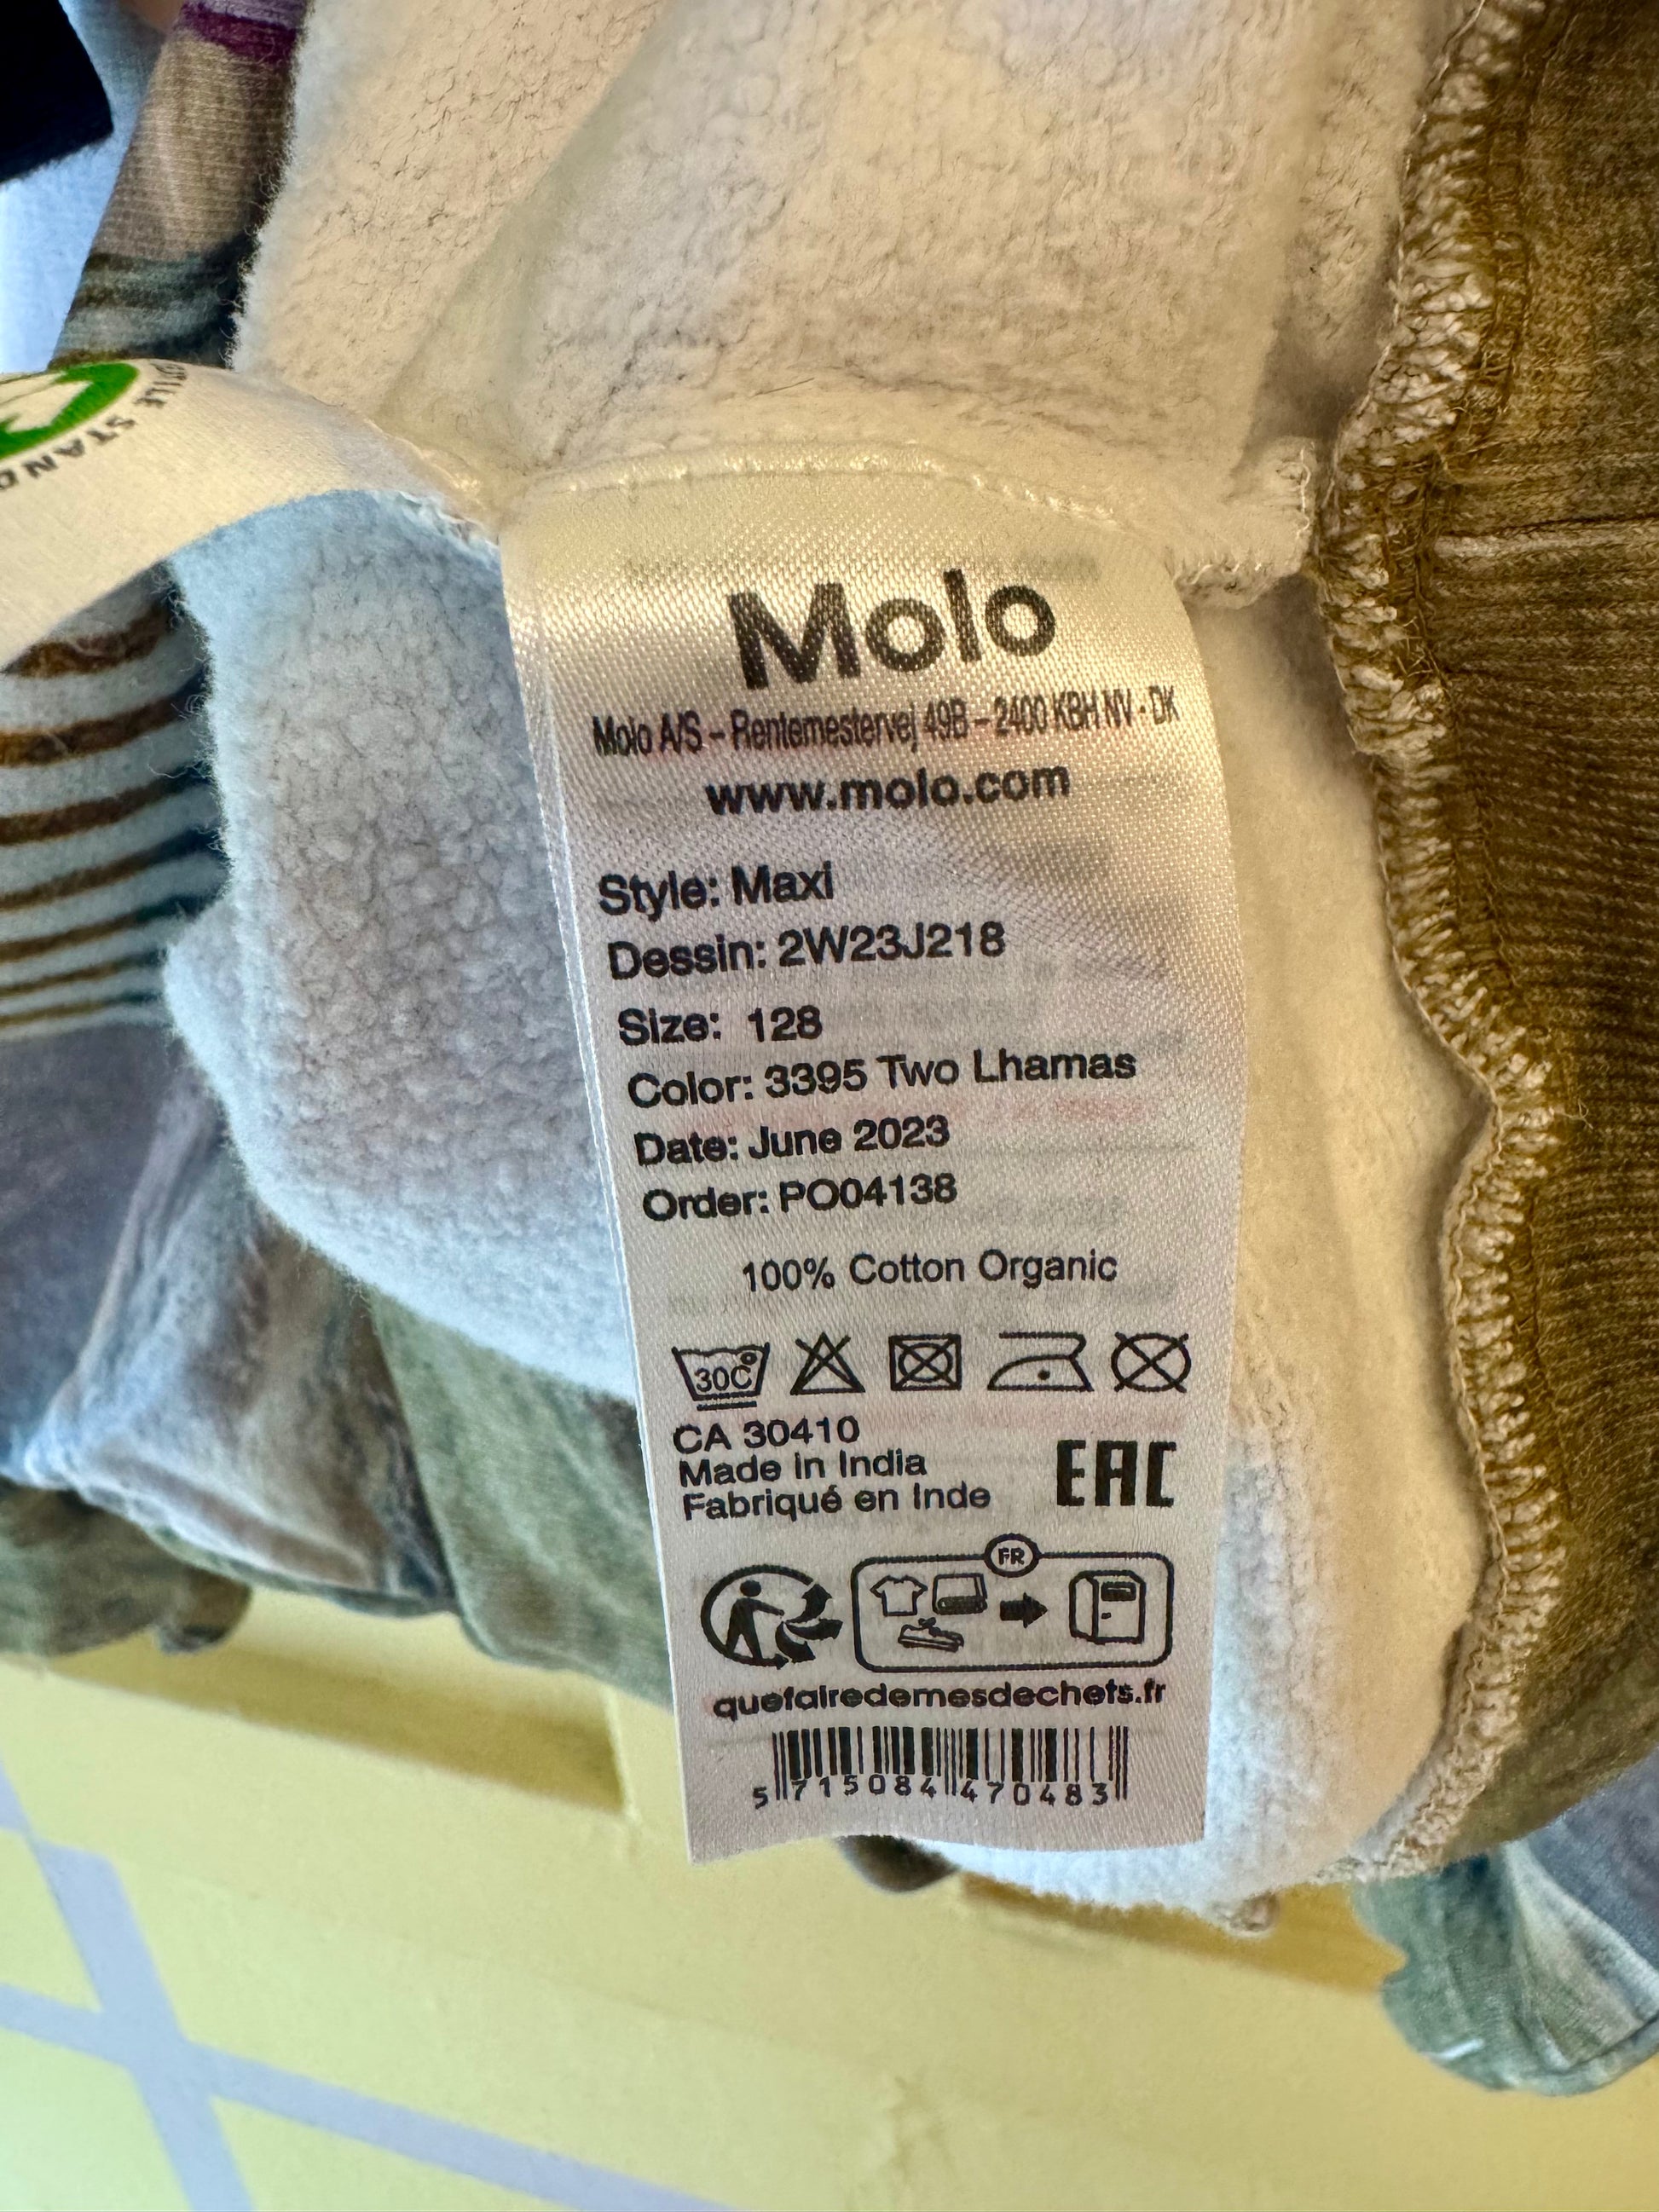 TILE STAND
Molo
Molo A/S – Rentemestervej 49B – 2400 KBH NV · DK
www.molo.com
Style: Maxi
Dessin: 2W23J218
Size: 128
Color: 3395 Two Lhamas
Date: June 2023
Order: PO04138
100% Cotton Organic
30C
CA 30410
Made in India
Fabriqué en Inde
EAC
FR
quefairedemesdechets.fr
5 715084 470483